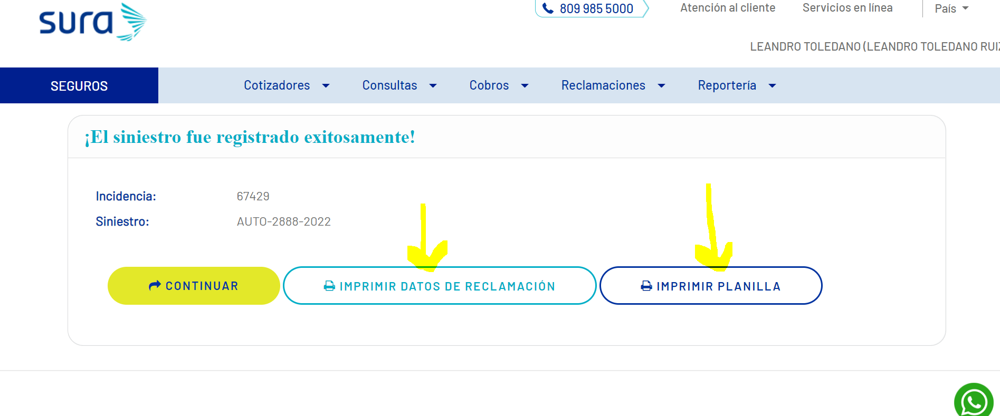 sura
809 985 5000
Atención al cliente
Servicios en línea
País
LEANDRO TOLEDANO (LEANDRO TOLEDANO RUIZ
SEGUROS
Cotizadores
Consultas
Cobros
Reclamaciones
Reportería
¡El siniestro fue registrado exitosamente!
Incidencia: 67429
Siniestro: AUTO-2888-2022
CONTINUAR
IMPRIMIR DATOS DE RECLAMACIÓN
IMPRIMIR PLANILLA